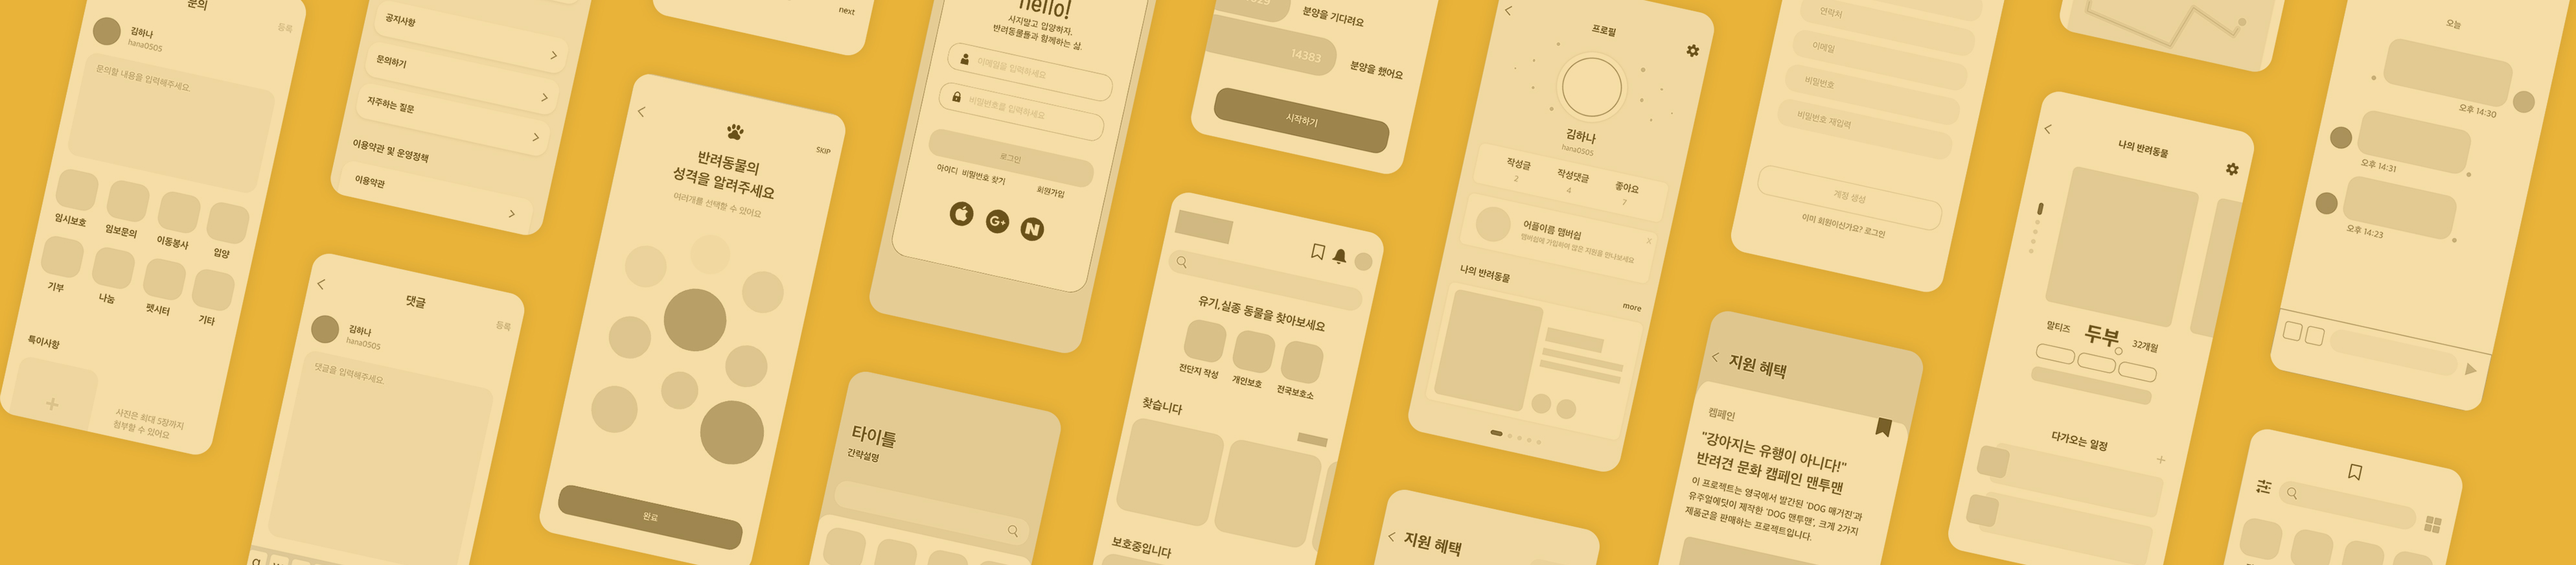 문의
등록
김하나
hana0505
문의할 내용을 입력해주세요.
임시보호
임보문의
이동봉사
입양
기부
나눔
펫시터
기타
특이사항
사진은 최대 5장까지
첨부할 수 있어요
공지사항
문의하기
자주하는 질문
이용약관 및 운영정책
이용약관
댓글
등록
김하나
hana0505
댓글을 입력해주세요.
next
SKIP
반려동물의
성격을 알려주세요
여러개를 선택할 수 있어요
완료
hello!
사지말고 입양하자.
반려동물들과 함께하는 삶.
이메일을 입력하세요
비밀번호를 입력하세요
로그인
아이디 비밀번호 찾기
회원가입
타이틀
간략설명
분양을 기다려요
14383
분양을 했어요
시작하기
유기,실종 동물을 찾아보세요
전단지 작성
개인보호
전국보호소
찾습니다
보호중입니다
프로필
김하나
hana0505
작성글
2
작성댓글
4
좋아요
7
어플이름 맴버쉽
맴버쉽에 가입하여 많은 지원을 만나보세요
X
나의 반려동물
more
지원 혜택
연락처
이메일
비밀번호
비밀번호 재입력
계정 생성
이미 회원이신가요? 로그인
지원 혜택
켐페인
"강아지는 유행이 아니다!"
반려견 문화 캠페인 맨투맨
이 프로젝트는 영국에서 발간된 'DOG 매거진'과
유주얼에딧이 제작한 'DOG 맨투맨', 크게 2가지
제품군을 판매하는 프로젝트입니다.
나의 반려동물
말티즈
두부
32개월
다가오는 일정
오늘
오후 14:30
오후 14:31
오후 14:23